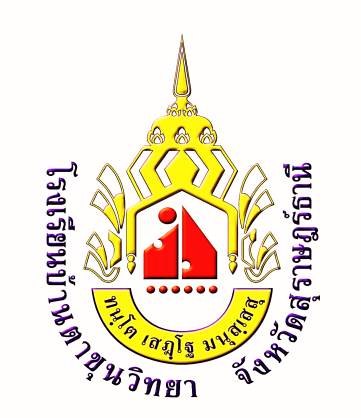 โรงเรียนบ้านตาขุนวิทยา จังหวัดสุราษฎร์ธานี
ทนฺโต เสฏฺโฐ มนุสฺเสสุ